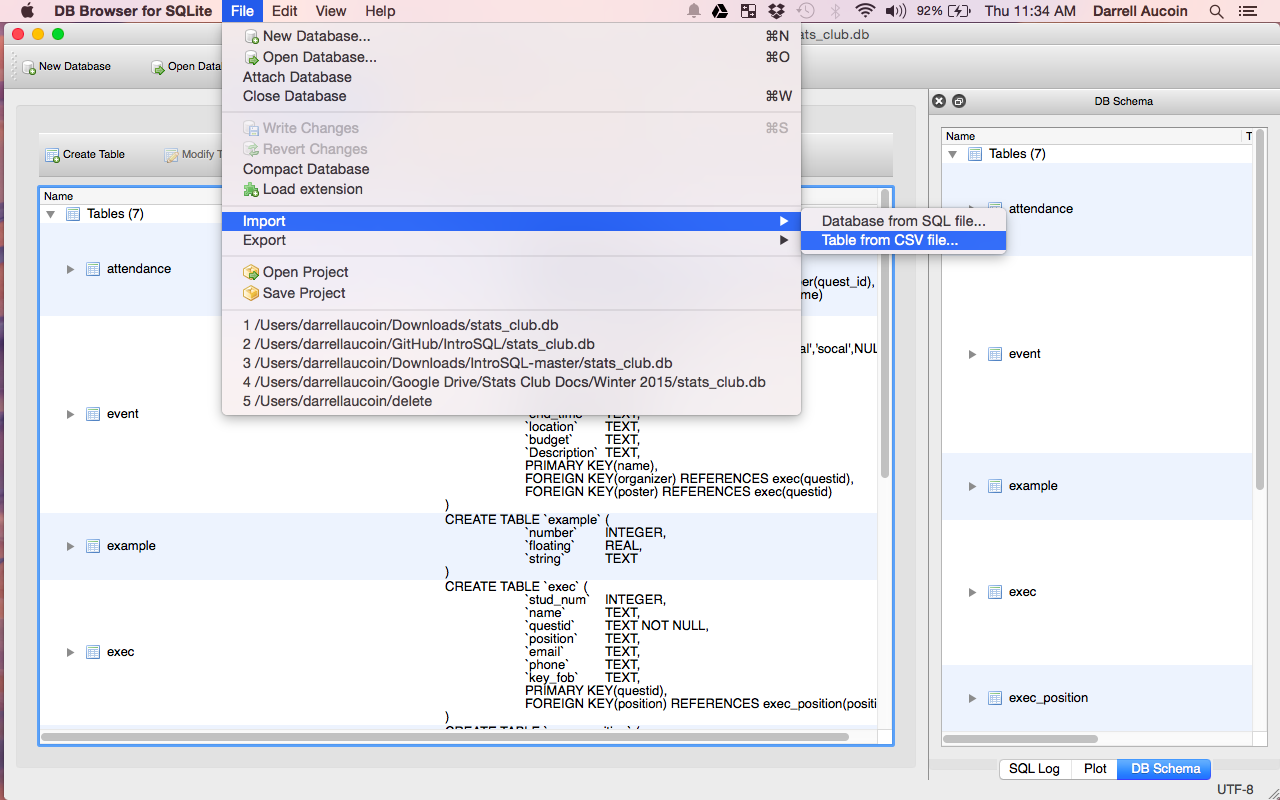 DB Browser for SQLite File Edit View Help 92% Thu 11:34 AM Darrell Aucoin
ats_club.db
New Database
Open Data
New Database... ⌘N
Open Database... ⌘O
Attach Database
Close Database ⌘W
Write Changes ⌘S
Revert Changes
Compact Database
Load extension
Import
Export
Database from SQL file...
Table from CSV file...
Open Project
Save Project
1 /Users/darrellaucoin/Downloads/stats_club.db
2 /Users/darrellaucoin/GitHub/IntroSQL/stats_club.db
3 /Users/darrellaucoin/Downloads/IntroSQL-master/stats_club.db
4 /Users/darrellaucoin/Google Drive/Stats Club Docs/Winter 2015/stats_club.db
5 /Users/darrellaucoin/delete
Create Table
Modify T
Name
Tables (7)
attendance
er(quest_id),
me)
al','socal',NUL
event
TEXT,
`location` TEXT,
`budget` TEXT,
`Description` TEXT,
PRIMARY KEY(name),
FOREIGN KEY(organizer) REFERENCES exec(questid),
FOREIGN KEY(poster) REFERENCES exec(questid)
)
example
CREATE TABLE `example` (
`number` INTEGER,
`floating` REAL,
`string` TEXT
)
exec
CREATE TABLE `exec` (
`stud_num` INTEGER,
`name` TEXT,
`questid` TEXT NOT NULL,
`position` TEXT,
`email` TEXT,
`phone` TEXT,
`key_fob` TEXT,
PRIMARY KEY(questid),
FOREIGN KEY(position) REFERENCES exec_position(positi
)
CREATE TABLE
DB Schema
Name T
Tables (7)
attendance
event
example
exec
exec_position
SQL Log Plot DB Schema
UTF-8